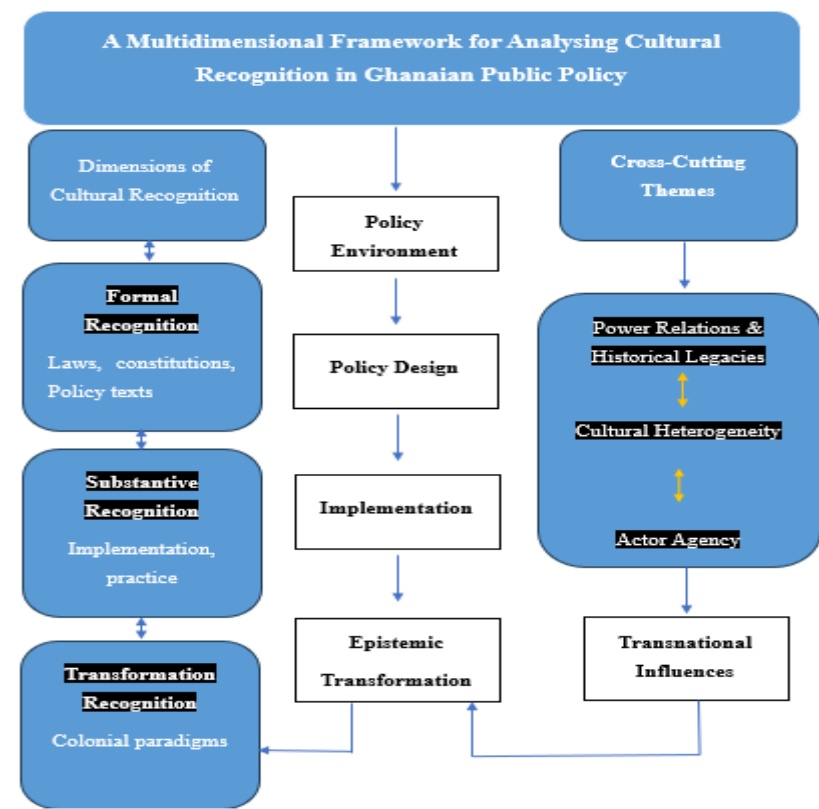 A Multidimensional Framework for Analysing Cultural
Recognition in Ghanaian Public Policy
Dimensions of
Cultural Recognition
Formal
Recognition
Laws, constitutions,
Policy texts
Substantive
Recognition
Implementation,
practice
Transformation
Recognition
Colonial paradigms
Policy
Environment
Policy Design
Implementation
Epistemic
Transformation
Cross-Cutting
Themes
Power Relations &
Historical Legacies
Cultural Heterogeneity
Actor Agency
Transnational
Influences